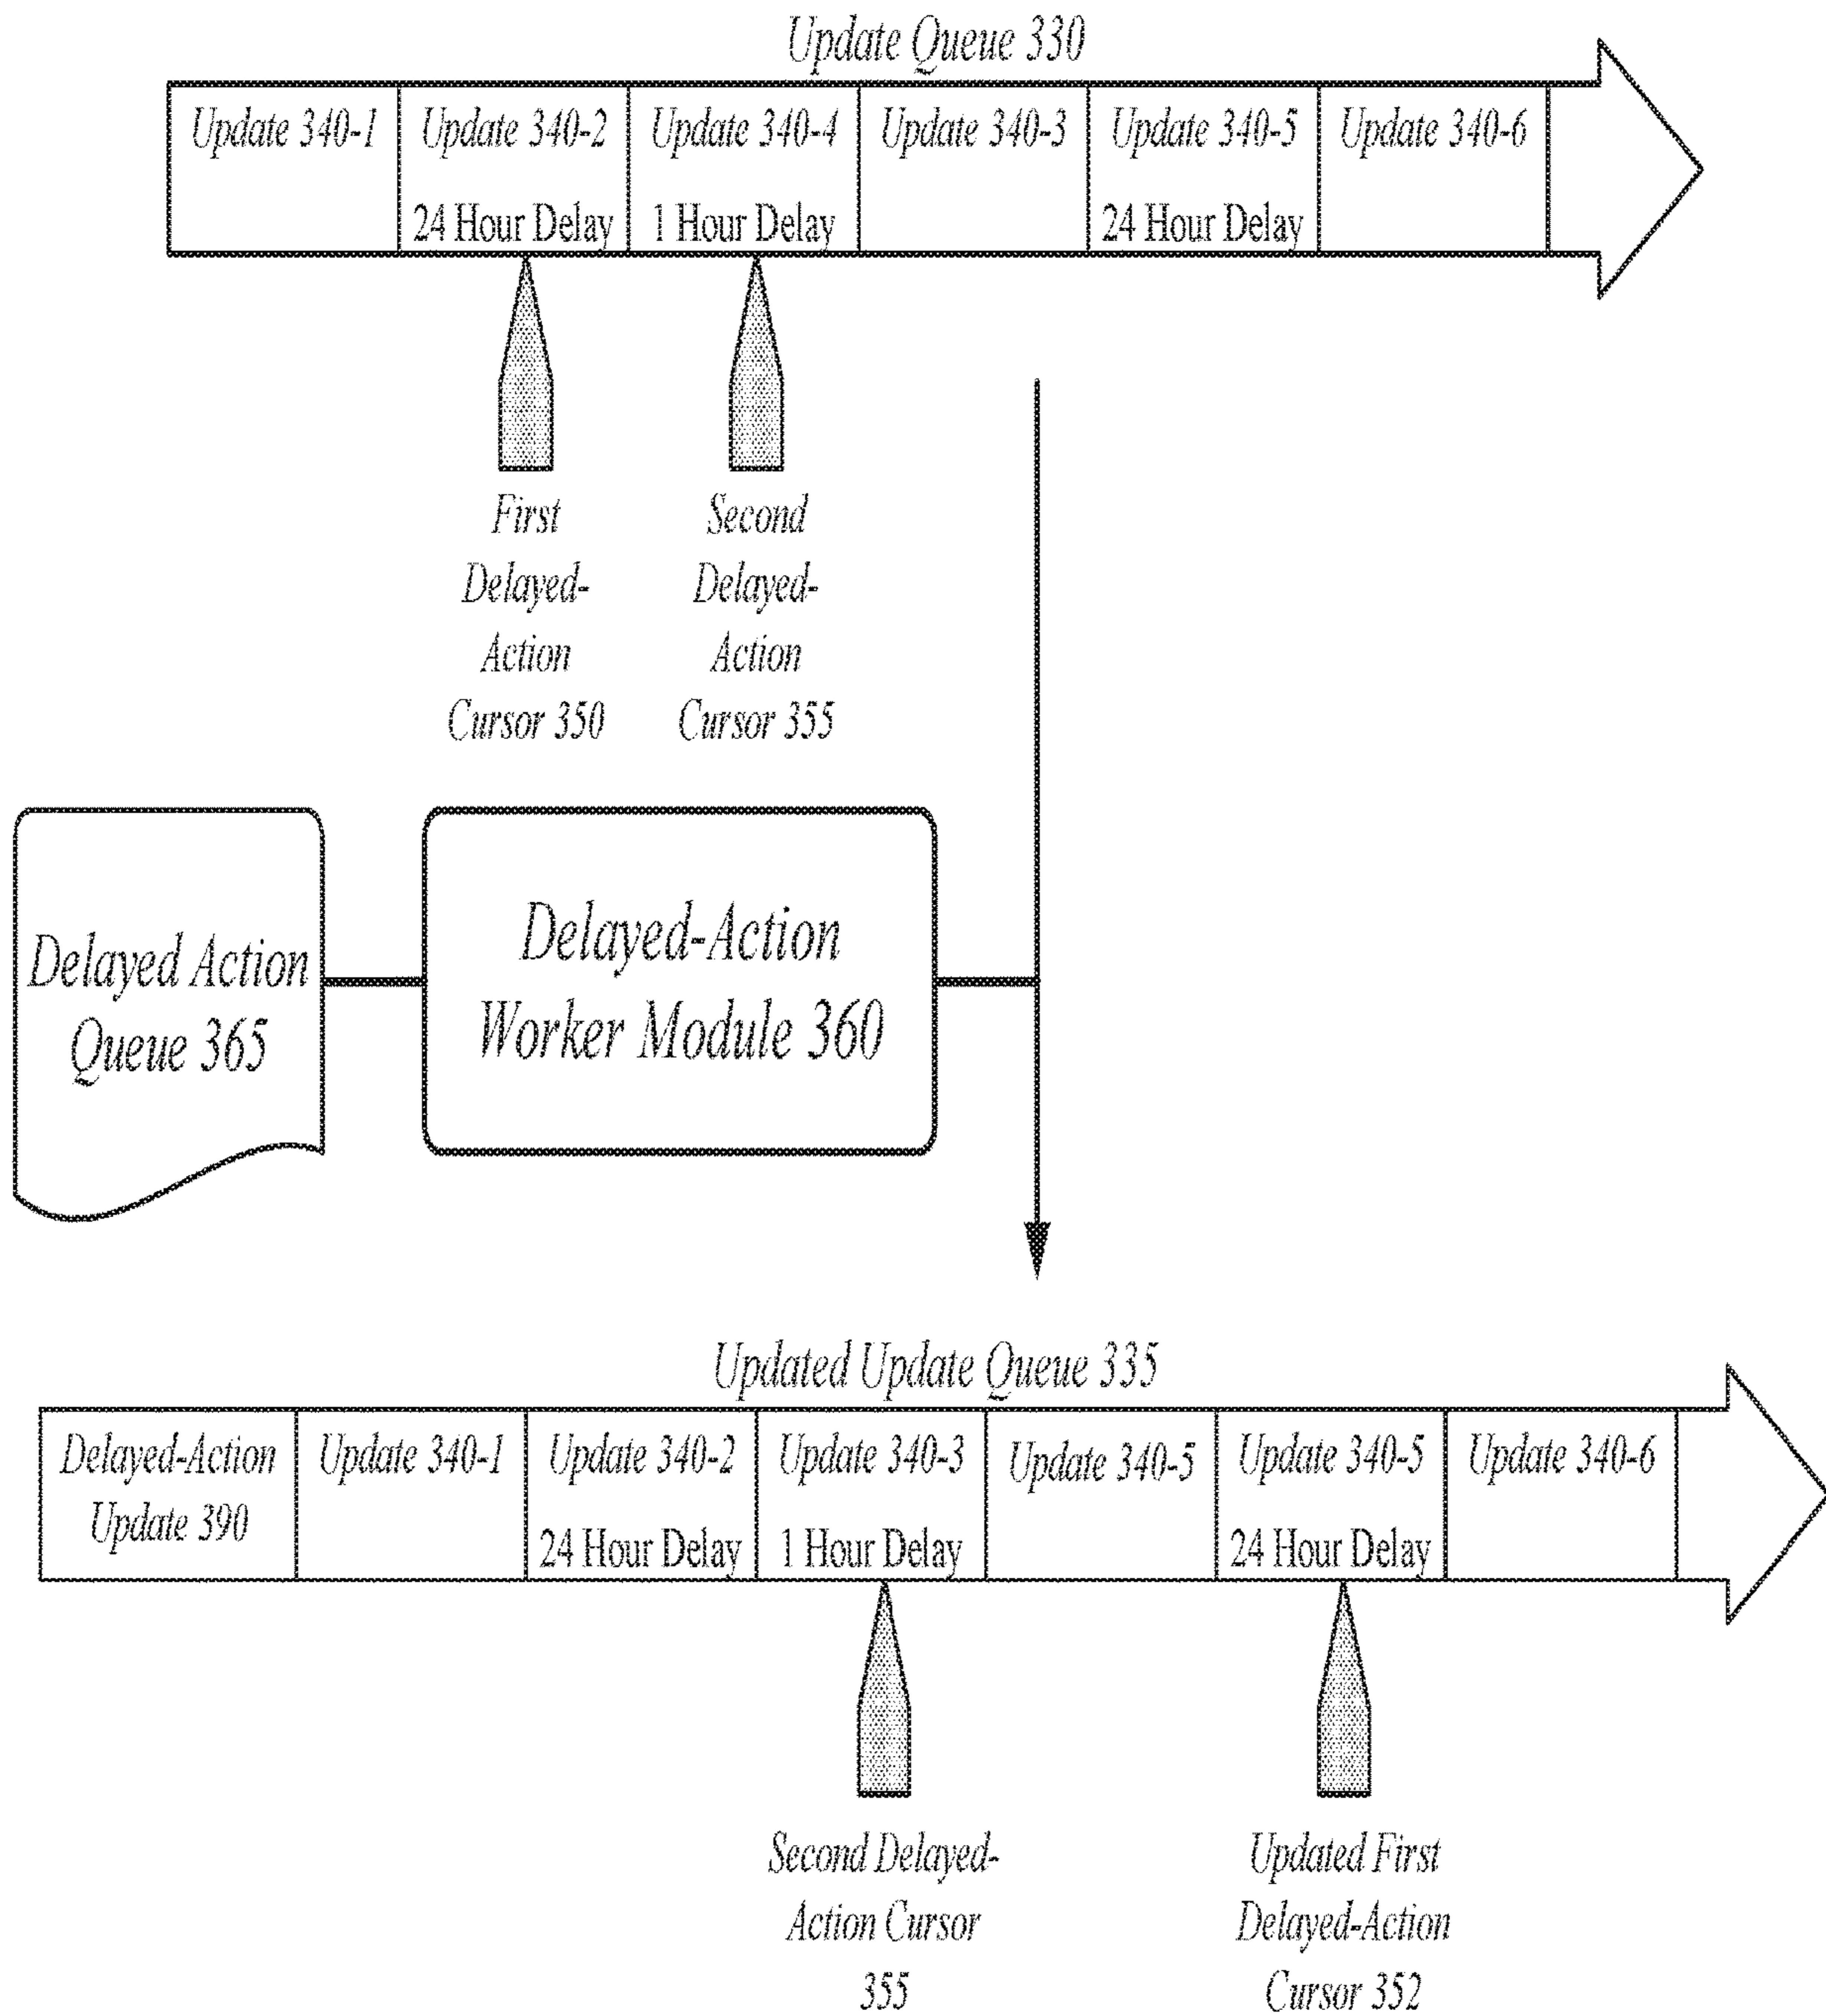 Update Queue 330
Update 340-1
Update 340-2
Update 340-4
Update 340-3
Update 340-5
Update 340-6
24 Hour Delay
1 Hour Delay
24 Hour Delay
First
Delayed-
Action
Cursor 350
Second
Delayed-
Action
Cursor 355
Delayed Action
Queue 365
Delayed-Action
Worker Module 360
Updated Update Queue 335
Delayed-Action
Update 390
Update 340-1
Update 340-2
24 Hour Delay
Update 340-3
1 Hour Delay
Update 340-5
Update 340-5
24 Hour Delay
Update 340-6
Second Delayed-
Action Cursor
355
Updated First
Delayed-Action
Cursor 352